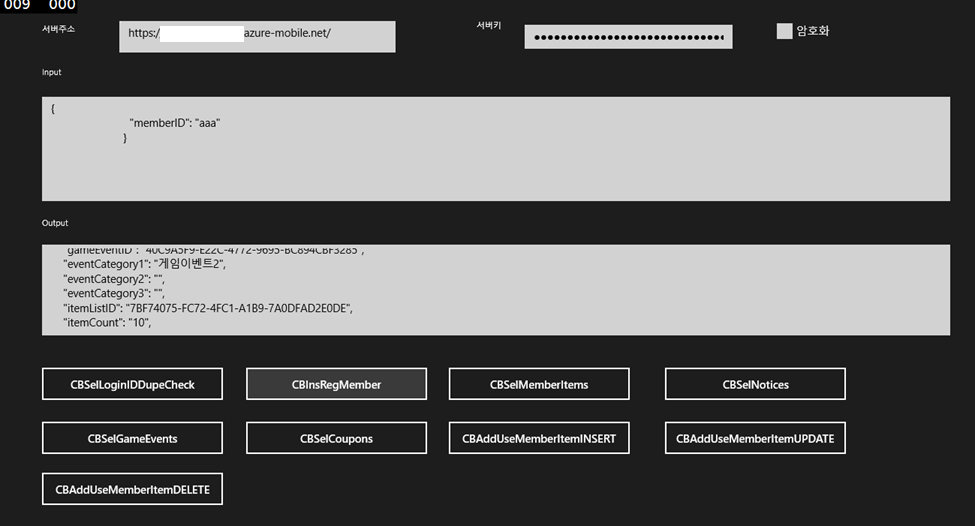 009 000
서버주소
https:/ azure-mobile.net/
서버키
●●●●●●●●●●●●●●●●●●●●●●●●●●●●●●●●
암호화
Input
{
"memberID": "aaa"
}
Output
"gameEventID": "40C9A5F9-E22C-4772-9695-BC894CBF3285",
"eventCategory1": "게임이벤트2",
"eventCategory2": "",
"eventCategory3": "",
"itemListID": "7BF74075-FC72-4FC1-A1B9-7A0DFAD2E0DE",
"itemCount": "10",
CBSelLoginIDDupeCheck
CBInsRegMember
CBSelMemberItems
CBSelNotices
CBSelGameEvents
CBSelCoupons
CBAddUseMemberItemINSERT
CBAddUseMemberItemUPDATE
CBAddUseMemberItemDELETE